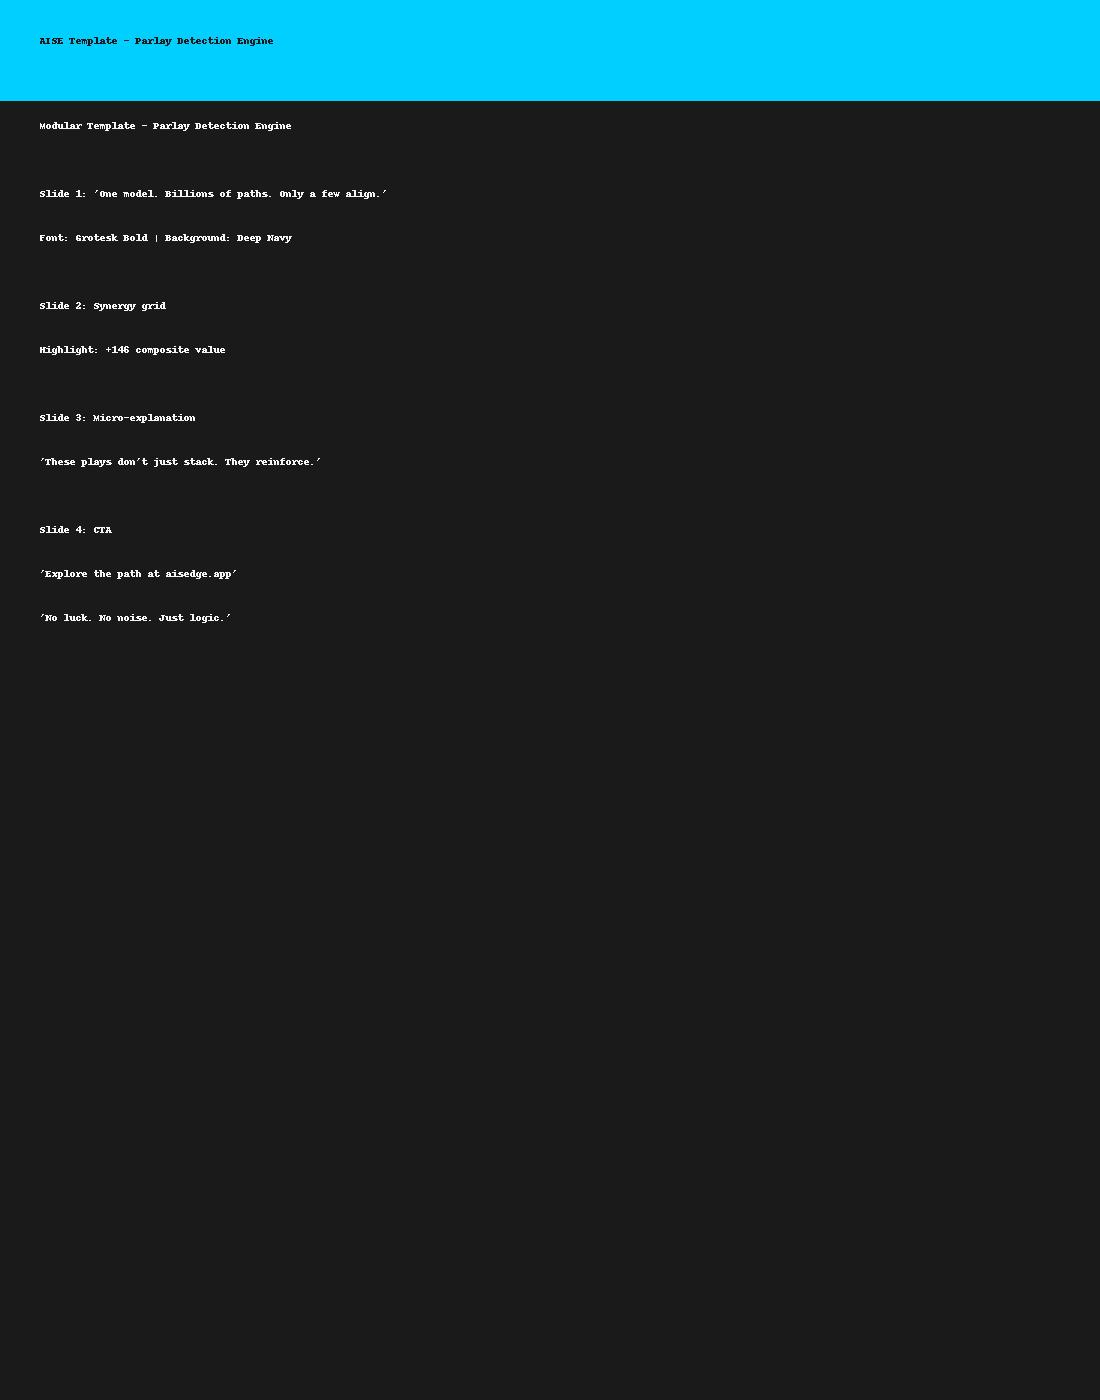 AISE Template - Parlay Detection Engine
Modular Template - Parlay Detection Engine
Slide 1: 'One model. Billions of paths. Only a few align.'
Font: Grotesk Bold | Background: Deep Navy
Slide 2: Synergy grid
Highlight: +146 composite value
Slide 3: Micro-explanation
'These plays don't just stack. They reinforce.'
Slide 4: CTA
'Explore the path at aisedge.app'
'No luck. No noise. Just logic.'